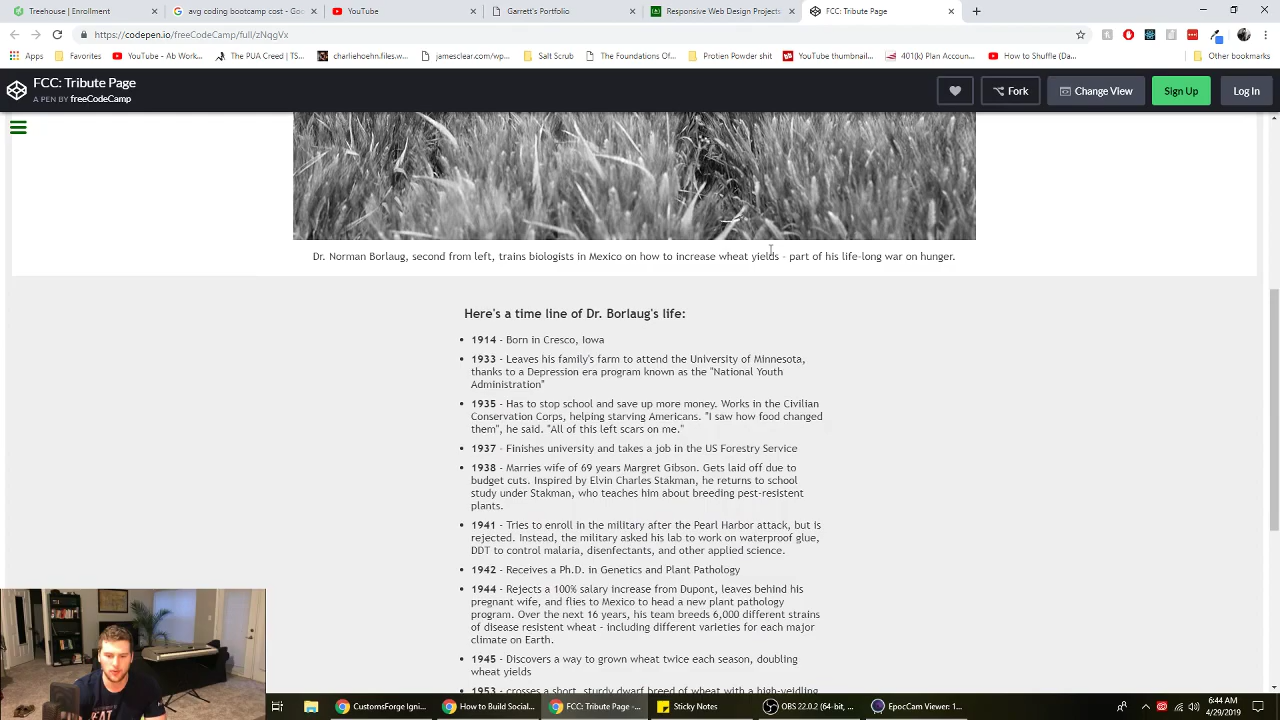 Treehouse Enrollment
avg coding bootcamp cost - Goo
YouTube
Garrett's Portfolio
Responsive Web Design Projects
FCC: Tribute Page
https://codepen.io/freeCodeCamp/full/zNqgVx
Apps
Favorites
YouTube - Ab Work...
The PUA Creed | TS...
charliehoehn.files.w...
jamesclear.com/w...
Salt Scrub
The Foundations Of...
Protien Powder shit
YouTube thumbnail...
401(k) Plan Accoun...
How to Shuffle (Da...
Other bookmarks
FCC: Tribute Page
A PEN BY freeCodeCamp
Fork
Change View
Sign Up
Log In
Dr. Norman Borlaug, second from left, trains biologists in Mexico on how to increase wheat yields - part of his life-long war on hunger.
Here's a time line of Dr. Borlaug's life:
1914 - Born in Cresco, Iowa
1933 - Leaves his family's farm to attend the University of Minnesota,
thanks to a Depression era program known as the "National Youth
Administration"
1935 - Has to stop school and save up more money. Works in the Civilian
Conservation Corps, helping starving Americans. "I saw how food changed
them", he said. "All of this left scars on me."
1937 - Finishes university and takes a job in the US Forestry Service
1938 - Marries wife of 69 years Margret Gibson. Gets laid off due to
budget cuts. Inspired by Elvin Charles Stakman, he returns to school
study under Stakman, who teaches him about breeding pest-resistent
plants.
1941 - Tries to enroll in the military after the Pearl Harbor attack, but is
rejected. Instead, the military asked his lab to work on waterproof glue,
DDT to control malaria, disenfectants, and other applied science.
1942 - Receives a Ph.D. in Genetics and Plant Pathology
1944 - Rejects a 100% salary increase from Dupont, leaves behind his
pregnant wife, and flies to Mexico to head a new plant pathology
program. Over the next 16 years, his team breeds 6,000 different strains
of disease resistent wheat - including different varieties for each major
climate on Earth.
1945 - Discovers a way to grown wheat twice each season, doubling
wheat yields
1953 - crosses a short, sturdy dwarf breed of wheat with a high-yeidling
CustomsForge Igni...
How to Build Social...
FCC: Tribute Page -...
Sticky Notes
OBS 22.0.2 (64-bit, ...
EpocCam Viewer: 1...
6:44 AM
4/29/2019